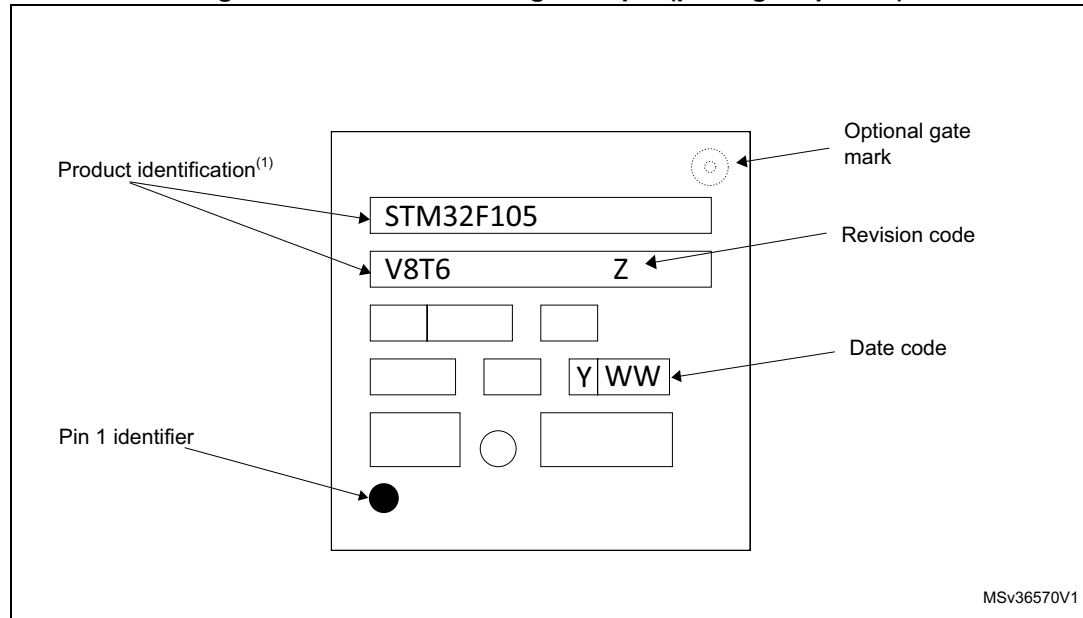 Optional gate
mark
Product identification(1)
STM32F105
Revision code
V8T6 Z
Date code
Y WW
Pin 1 identifier
MSv36570V1